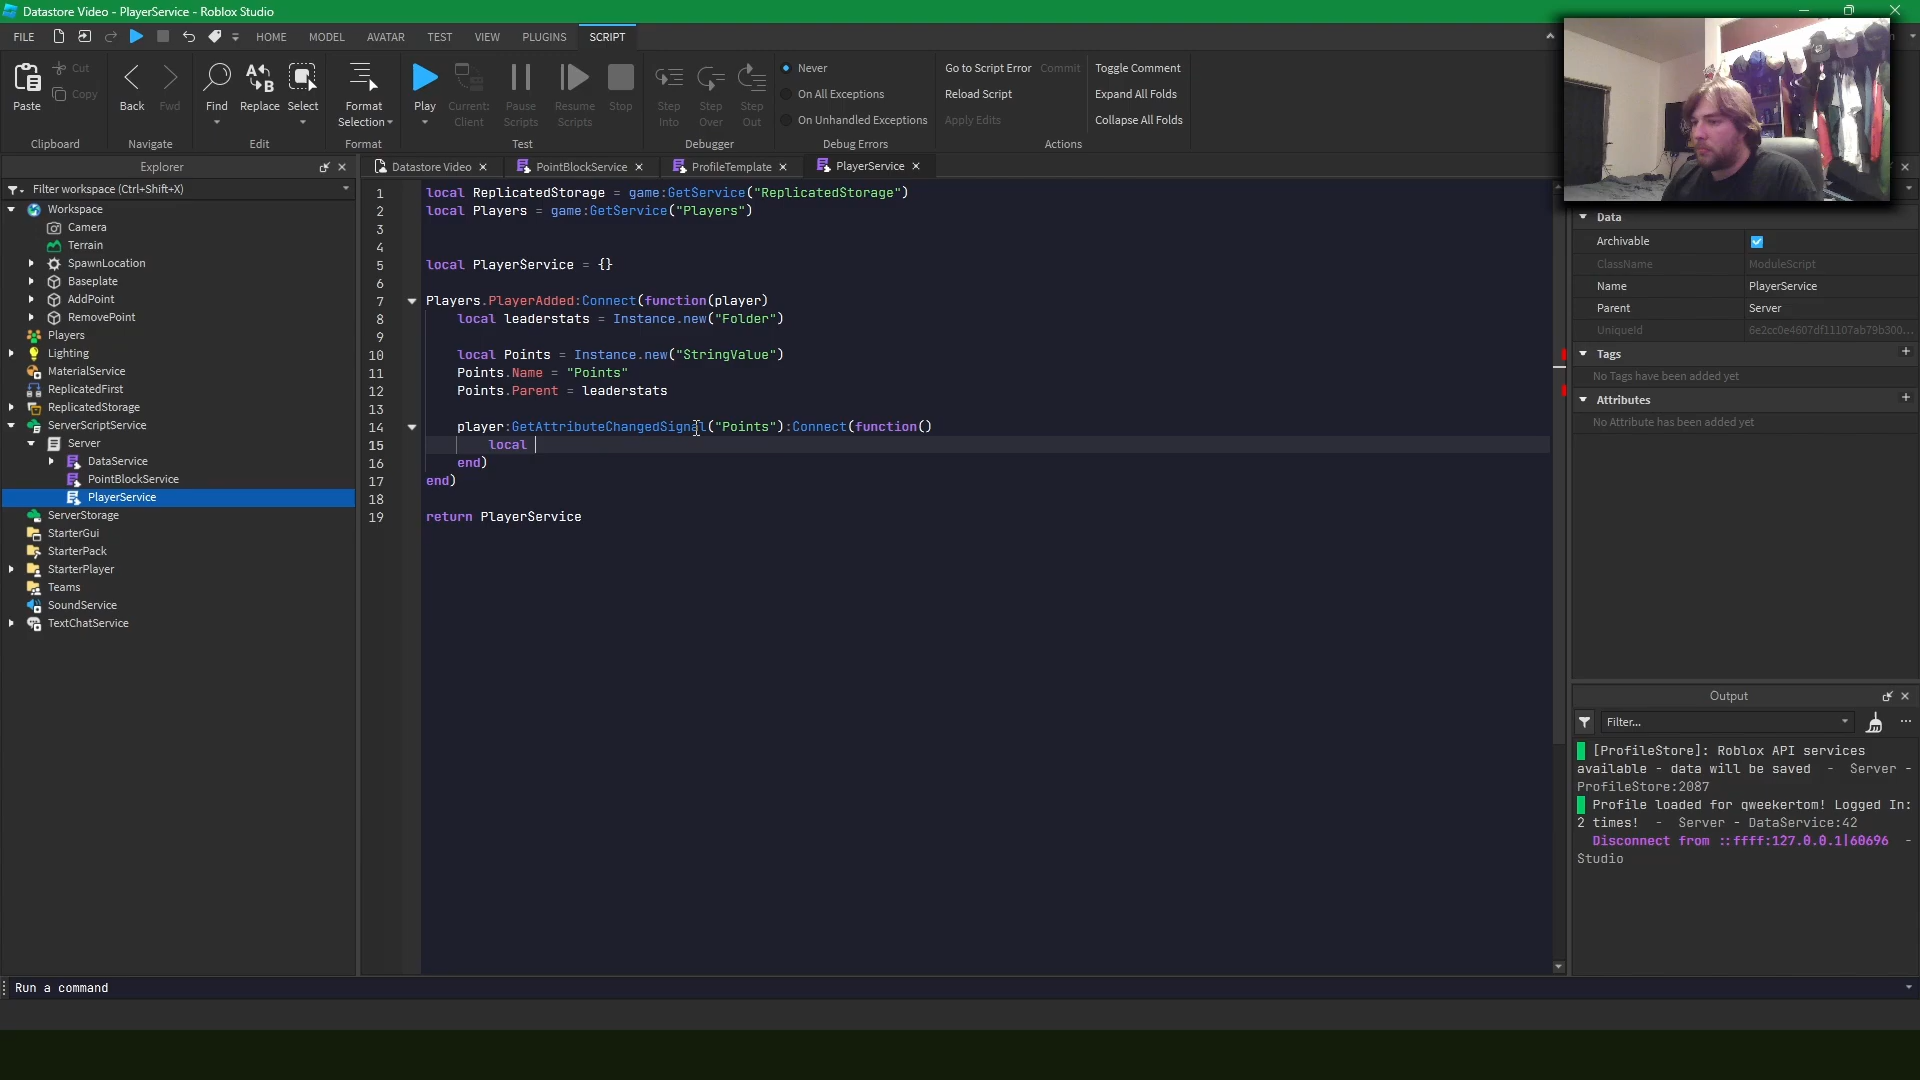 Datastore Video - PlayerService - Roblox Studio
FILE
HOME
MODEL
AVATAR
TEST
VIEW
PLUGINS
SCRIPT
Paste
Cut
Copy
Clipboard
Back
Fwd
Navigate
Find
Replace
Select
Edit
Format
Selection
Format
Play
Current:
Client
Pause
Scripts
Resume
Scripts
Stop
Test
Step
Into
Step
Over
Step
Out
Debugger
Never
On All Exceptions
On Unhandled Exceptions
Debug Errors
Go to Script Error
Commit
Reload Script
Apply Edits
Toggle Comment
Expand All Folds
Collapse All Folds
Actions
Explorer
Filter workspace (Ctrl+Shift+X)
Workspace
Camera
Terrain
SpawnLocation
Baseplate
AddPoint
RemovePoint
Players
Lighting
MaterialService
ReplicatedFirst
ReplicatedStorage
ServerScriptService
Server
DataService
PointBlockService
PlayerService
ServerStorage
StarterGui
StarterPack
StarterPlayer
Teams
SoundService
TextChatService
Datastore Video
PointBlockService
ProfileTemplate
PlayerService
1 local ReplicatedStorage = game:GetService("ReplicatedStorage")
2 local Players = game:GetService("Players")
3
4
5 local PlayerService = {}
6
7 Players.PlayerAdded:Connect(function(player)
8 local leaderstats = Instance.new("Folder")
9
10 local Points = Instance.new("StringValue")
11 Points.Name = "Points"
12 Points.Parent = leaderstats
13
14 player:GetAttributeChangedSignal("Points"):Connect(function()
15 local
16 end)
17 end)
18
19 return PlayerService
Data
Archivable
ClassName ModuleScript
Name PlayerService
Parent Server
UniqueId 6e2cc0e4607df11107ab79b300...
Tags
No Tags have been added yet
Attributes
No Attribute has been added yet
Output
Filter...
[ProfileStore]: Roblox API services
available - data will be saved - Server -
ProfileStore:2087
Profile loaded for qweekertom! Logged In:
2 times! - Server - DataService:42
Disconnect from ::ffff:127.0.0.1|60696 -
Studio
Run a command